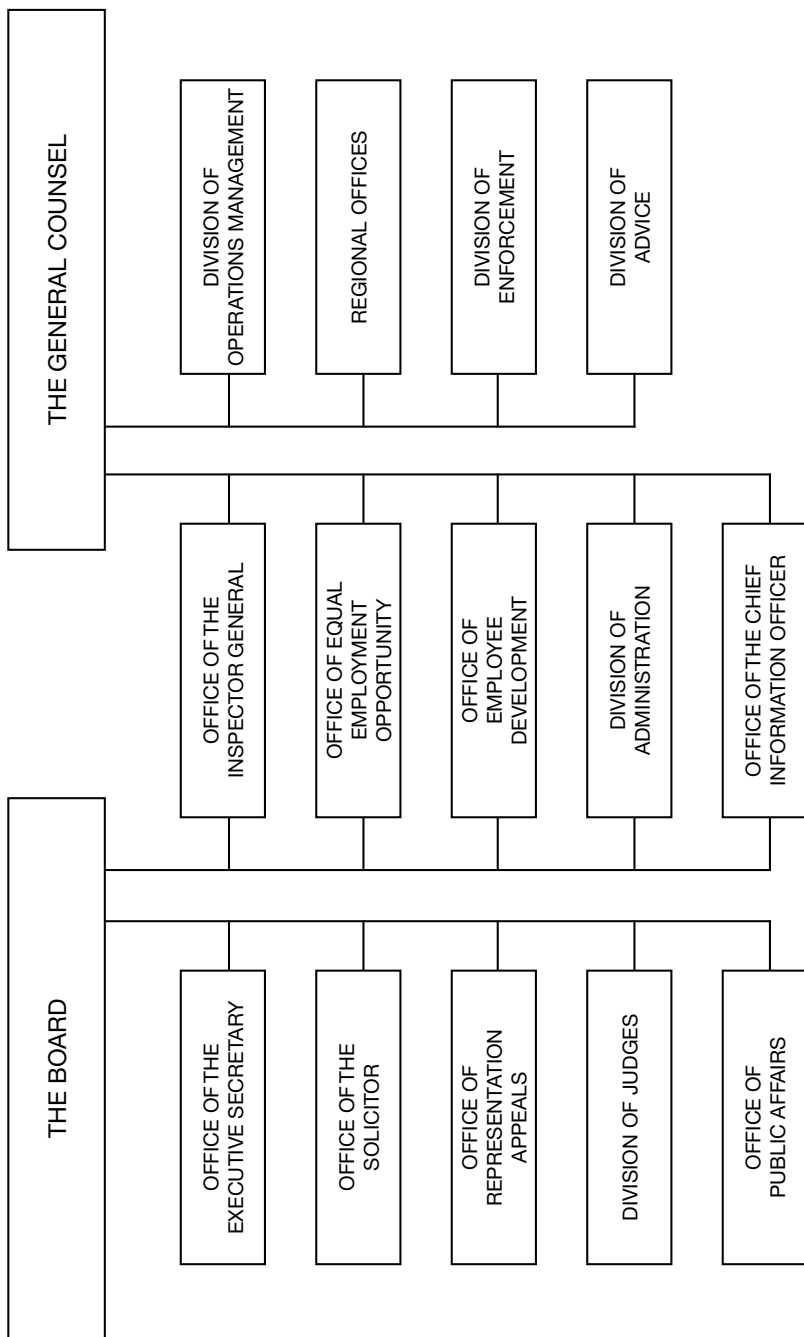 THE BOARD
THE GENERAL COUNSEL
OFFICE OF THE
EXECUTIVE SECRETARY
OFFICE OF THE
INSPECTOR GENERAL
DIVISION OF
OPERATIONS MANAGEMENT
OFFICE OF THE
SOLICITOR
OFFICE OF EQUAL
EMPLOYMENT
OPPORTUNITY
REGIONAL OFFICES
OFFICE OF
REPRESENTATION
APPEALS
OFFICE OF
EMPLOYEE
DEVELOPMENT
DIVISION OF
ENFORCEMENT
DIVISION OF JUDGES
DIVISION OF
ADMINISTRATION
DIVISION OF
ADVICE
OFFICE OF
PUBLIC AFFAIRS
OFFICE OF THE CHIEF
INFORMATION OFFICER